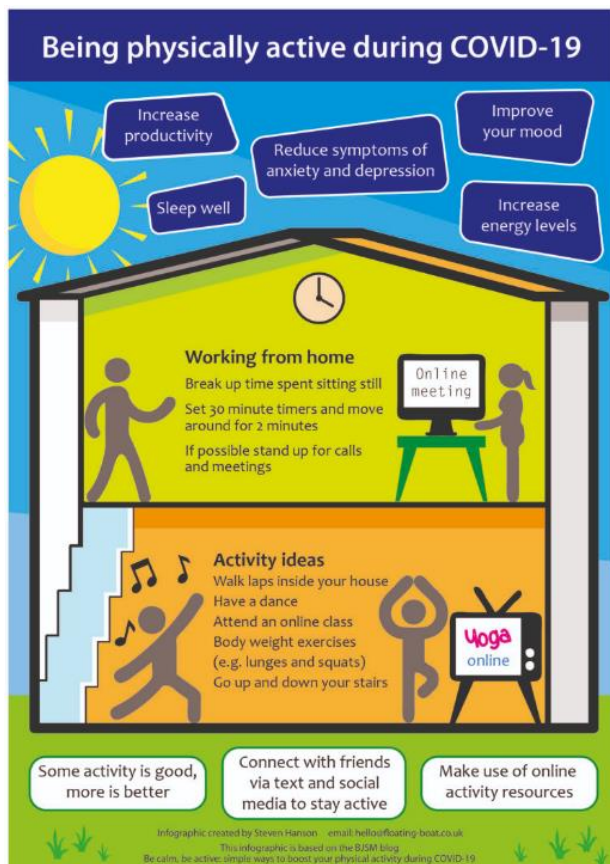 Being physically active during COVID-19
Increase
productivity
Improve
your mood
Reduce symptoms of
anxiety and depression
Sleep well
Increase
energy levels
Working from home
Break up time spent sitting still
Set 30 minute timers and move
around for 2 minutes
If possible stand up for calls
and meetings
Online
meeting
Activity ideas
Walk laps inside your house
Have a dance
Attend an online class
Body weight exercises
(e.g. lunges and squats)
Go up and down your stairs
yoga
online
Some activity is good,
more is better
Connect with friends
via text and social
media to stay active
Make use of online
activity resources
Infographic created by Steven Hanson email: hello@floating-boat.co.uk
This infographic is based on the BJSM blog
Be calm, be active: simple ways to boost your physical activity during COVID-19